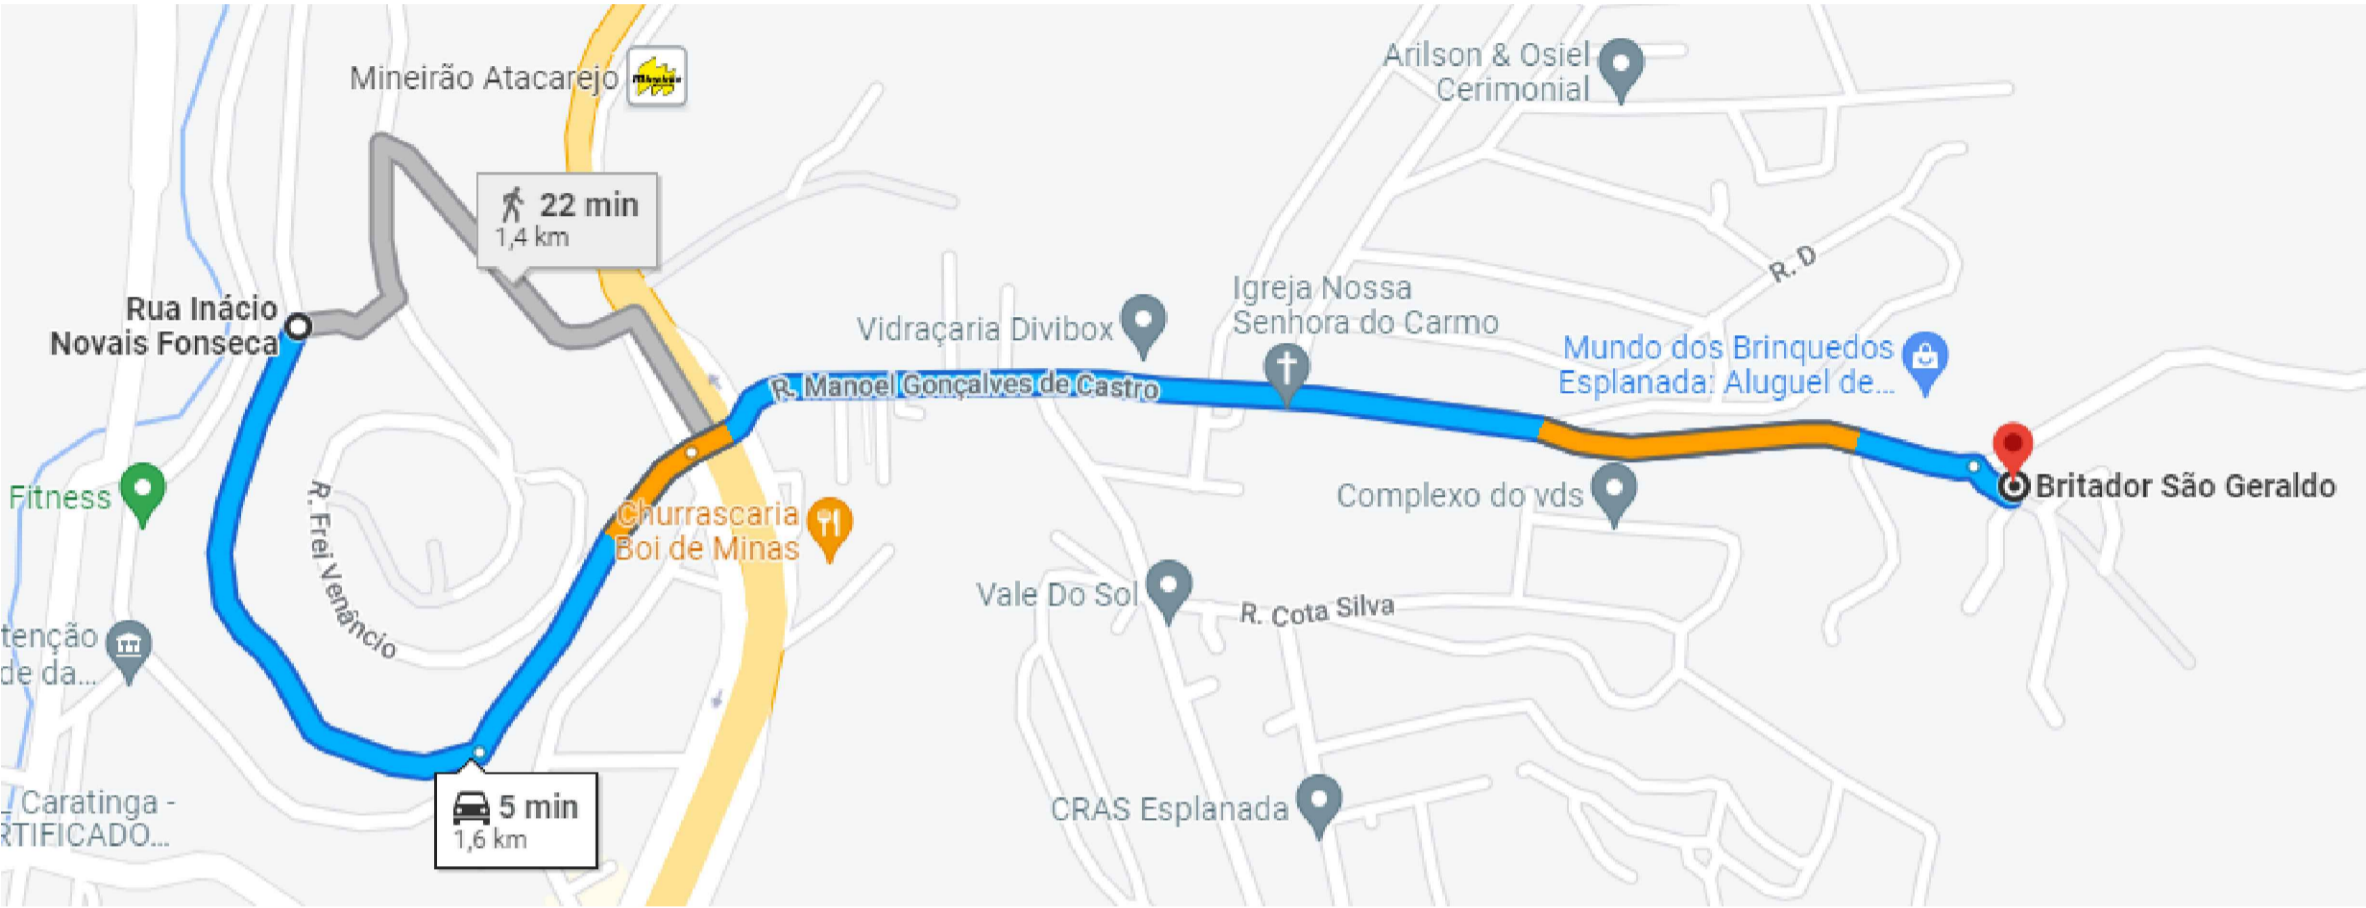 Mineirão Atacarejo
Arilson & Osiel
Cerimonial
22 min
1,4 km
R. D
Rua Inácio
Novais Fonseca
Igreja Nossa
Senhora do Carmo
Vidraçaria Divibox
Mundo dos Brinquedos
Esplanada: Aluguel de...
R. Manoel Gonçalves de Castro
Fitness
R. Frei Venâncio
Churrascaria
Boi de Minas
Complexo do vds
Britador São Geraldo
Vale Do Sol
R. Cota Silva
tenção
de da...
Caratinga -
RTIFICADO...
5 min
1,6 km
CRAS Esplanada